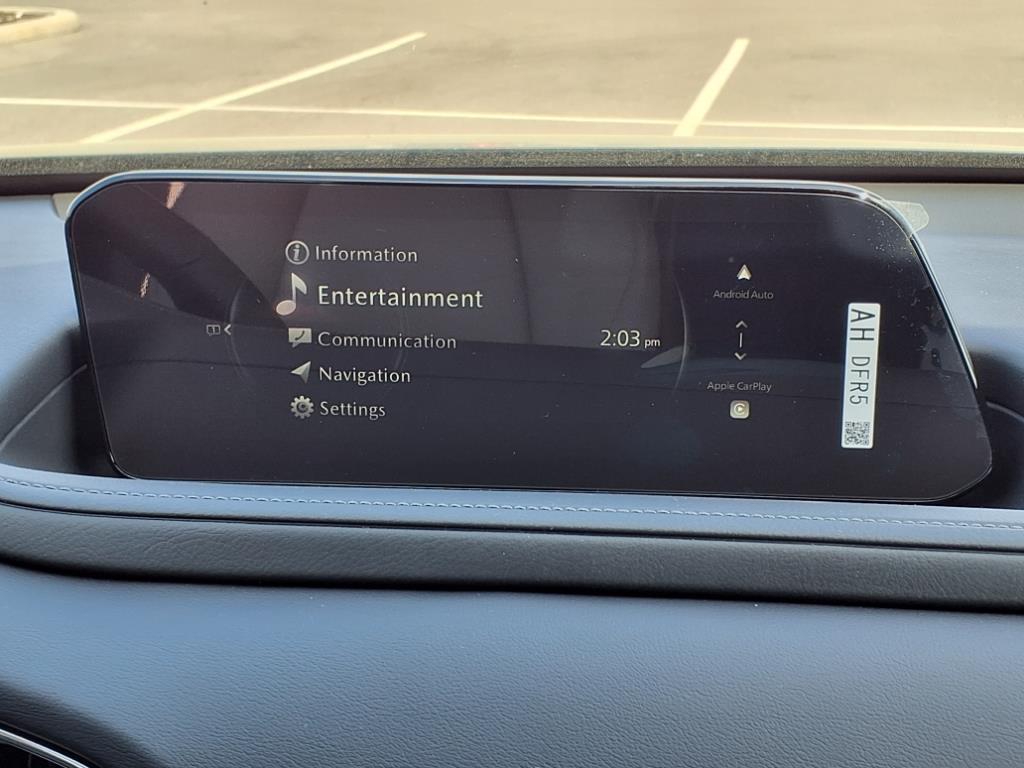 Information
Entertainment
Communication
Navigation
Settings
2:03 pm
Android Auto
Apple CarPlay
AH DFR5